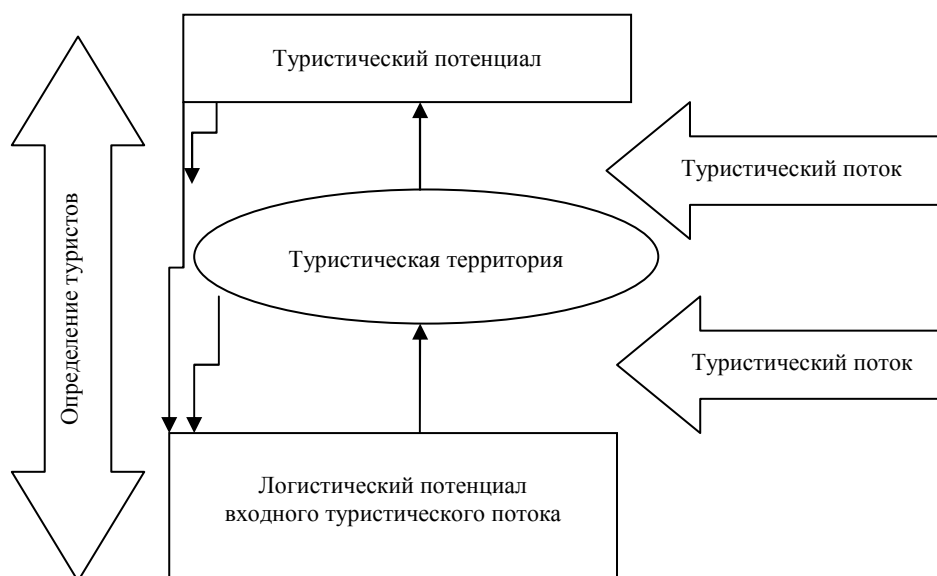 Туристический потенциал
Туристический поток
Определение туристов
Туристическая территория
Туристический поток
Логистический потенциал
входного туристического потока